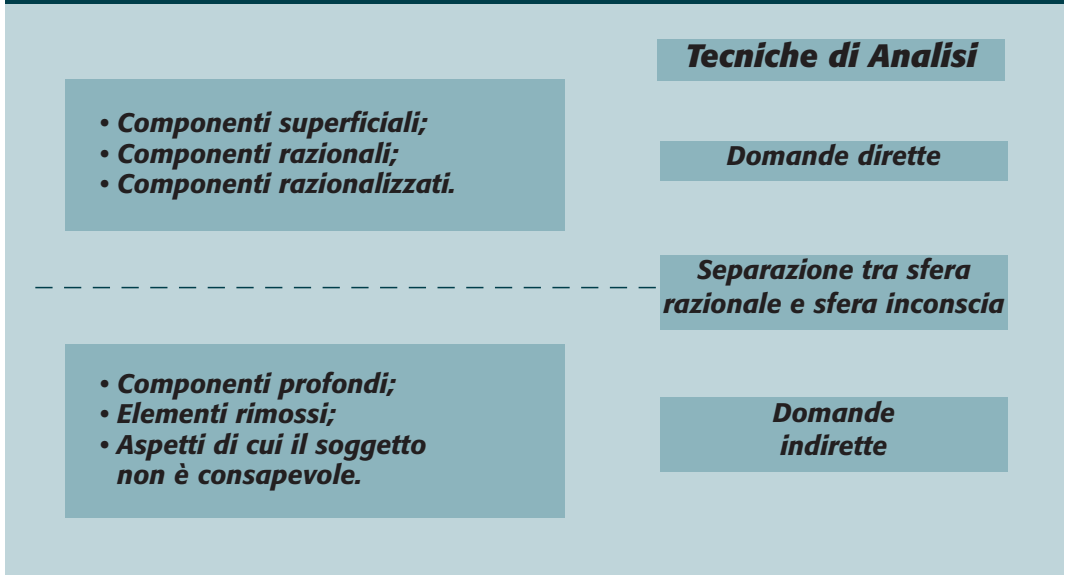 Tecniche di Analisi
• Componenti superficiali;
• Componenti razionali;
• Componenti razionalizzati.
Domande dirette
Separazione tra sfera
razionale e sfera inconscia
• Componenti profondi;
• Elementi rimossi;
• Aspetti di cui il soggetto
non è consapevole.
Domande
indirette